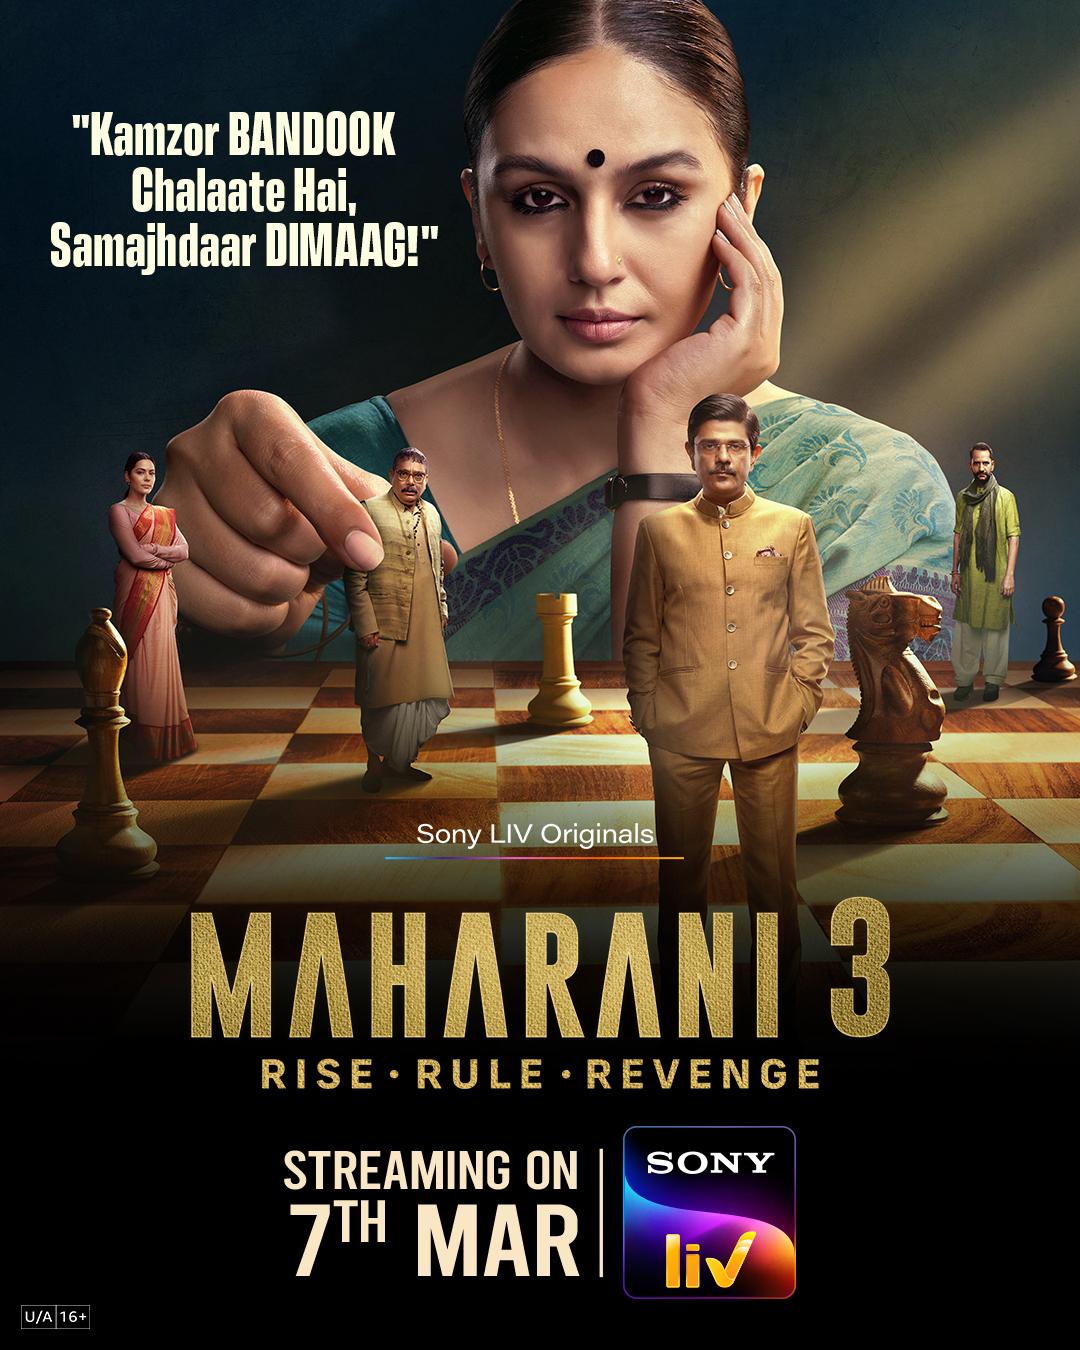 "Kamzor BANDOOK
Chalaate Hai,
Samajhdaar DIMAAG!"
Sony LIV Originals
MAHARANI 3
RISE · RULE · REVENGE
STREAMING ON
7TH MAR
SONY
liv
U/A 16+